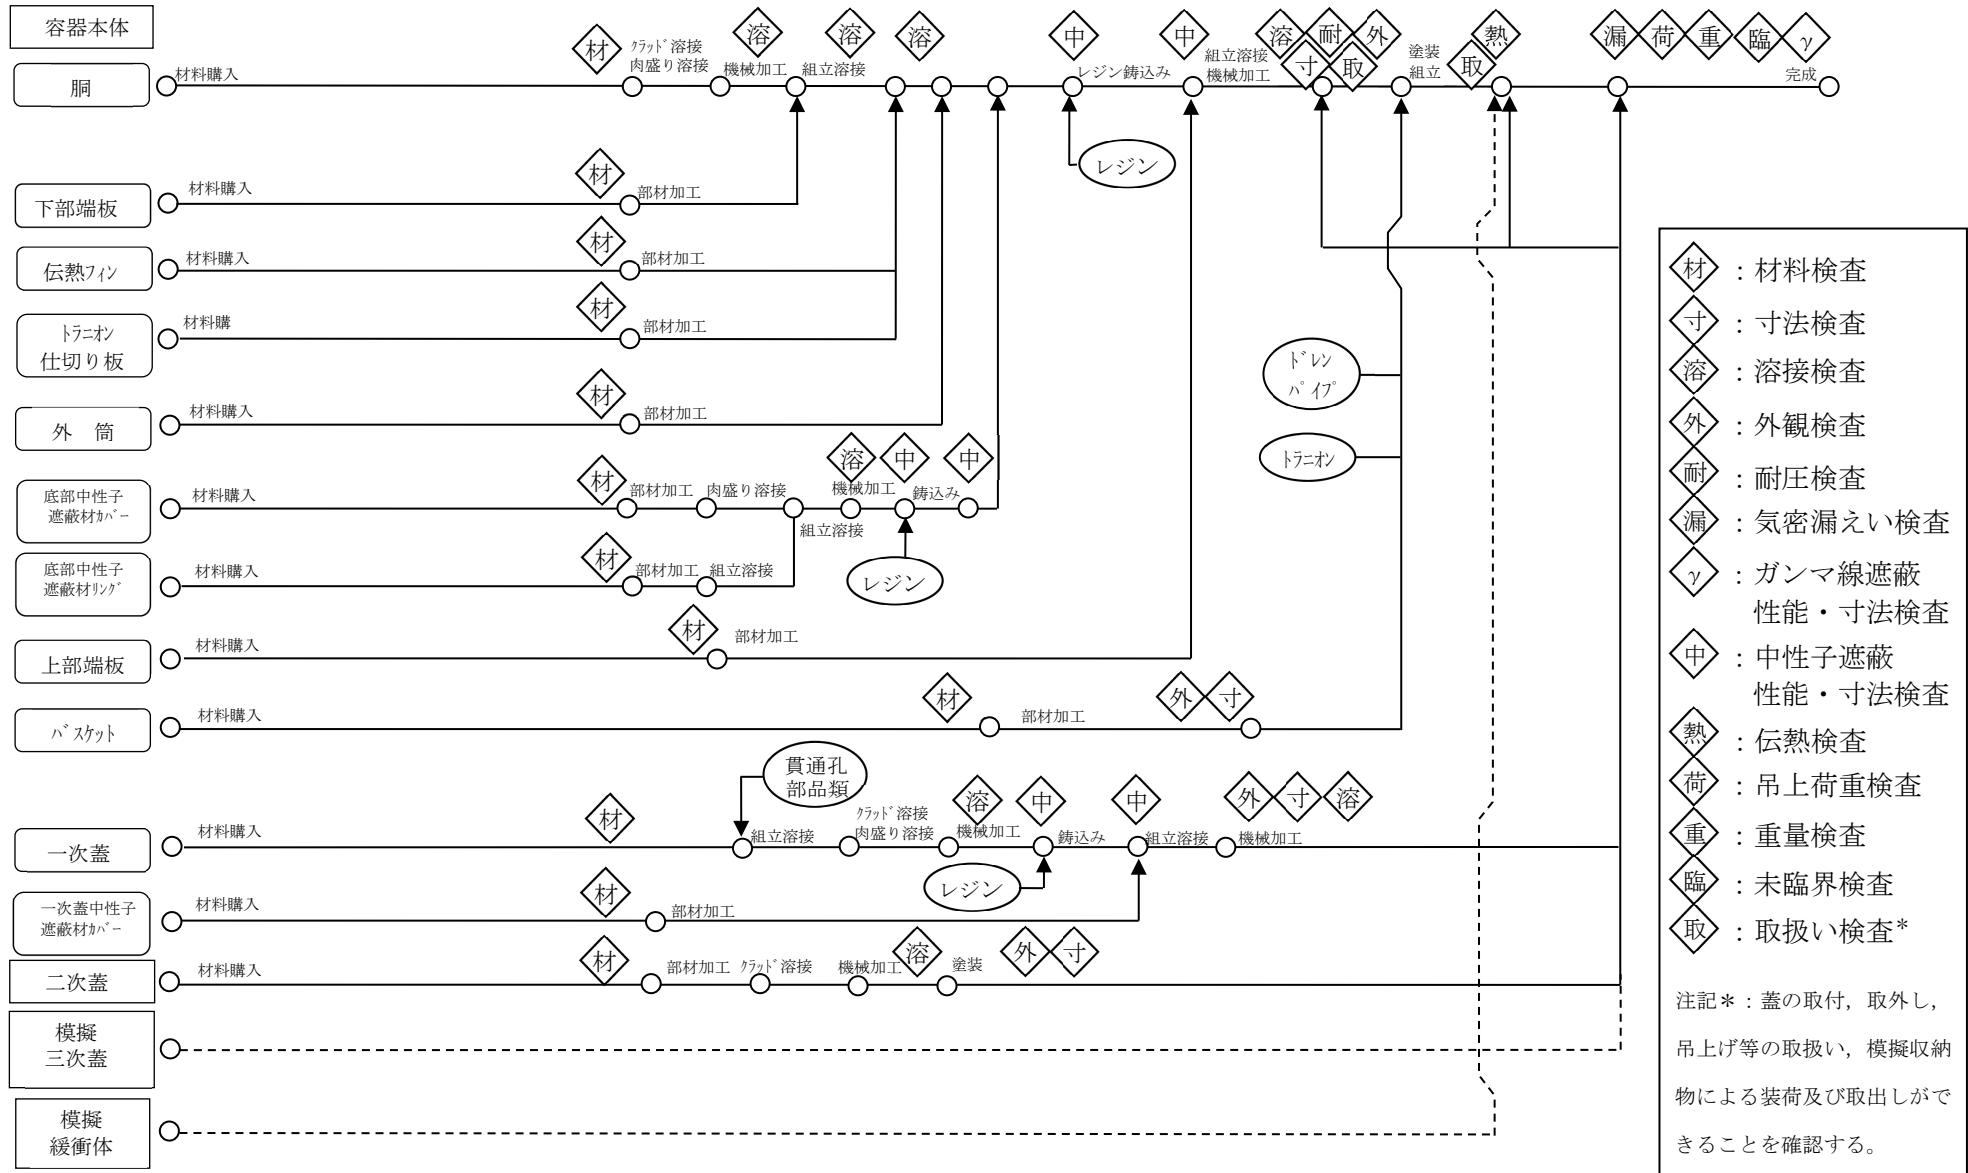 容器本体
材
溶
溶
溶
中
中
溶
耐
外
寸
取
熱
取
漏
荷
重
臨
γ
胴
材料購入
クラッド溶接
肉盛り溶接
機械加工
組立溶接
レジン鋳込み
組立溶接
機械加工
塗装
組立
完成
レジン
下部端板
材料購入
材
部材加工
伝熱フィン
材料購入
材
部材加工
トラニオン
仕切り板
材料購
材
部材加工
ドレン
パイプ
外 筒
材料購入
材
部材加工
トラニオン
底部中性子
遮蔽材カバー
材料購入
材
部材加工
肉盛り溶接
溶
中
中
機械加工
鋳込み
組立溶接
底部中性子
遮蔽材リング
材料購入
材
部材加工
組立溶接
レジン
上部端板
材料購入
材
部材加工
バスケット
材料購入
材
部材加工
外
寸
貫通孔
部品類
一次蓋
材料購入
材
組立溶接
クラッド溶接
肉盛り溶接
溶
機械加工
中
鋳込み
中
組立溶接
外
寸
溶
機械加工
レジン
一次蓋中性子
遮蔽材カバー
材料購入
材
部材加工
二次蓋
材料購入
材
部材加工
クラッド溶接
機械加工
溶
塗装
外
寸
模擬
三次蓋
模擬
緩衝体
材 : 材料検査
寸 : 寸法検査
溶 : 溶接検査
外 : 外観検査
耐 : 耐圧検査
漏 : 気密漏えい検査
γ : ガンマ線遮蔽
性能・寸法検査
中 : 中性子遮蔽
性能・寸法検査
熱 : 伝熱検査
荷 : 吊上荷重検査
重 : 重量検査
臨 : 未臨界検査
取 : 取扱い検査*
注記＊：蓋の取付，取外し，
吊上げ等の取扱い，模擬収納
物による装荷及び取出しがで
きることを確認する。